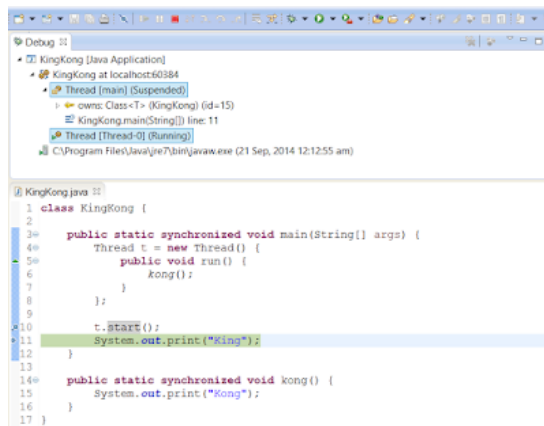 Debug
KingKong [Java Application]
KingKong at localhost:60384
Thread [main] (Suspended)
owns: Class<T> (KingKong) (id=15)
KingKong.main(String[]) line: 11
Thread [Thread-0] (Running)
C:\Program Files\Java\jre7\bin\javaw.exe (21 Sep, 2014 12:12:55 am)
KingKong.java
1 class KingKong {
2
3 public static synchronized void main(String[] args) {
4 Thread t = new Thread() {
5 public void run() {
6 kong();
7 }
8 };
9
10 t.start();
11 System.out.print("King");
12 }
13
14 public static synchronized void kong() {
15 System.out.print("Kong");
16 }
17 }